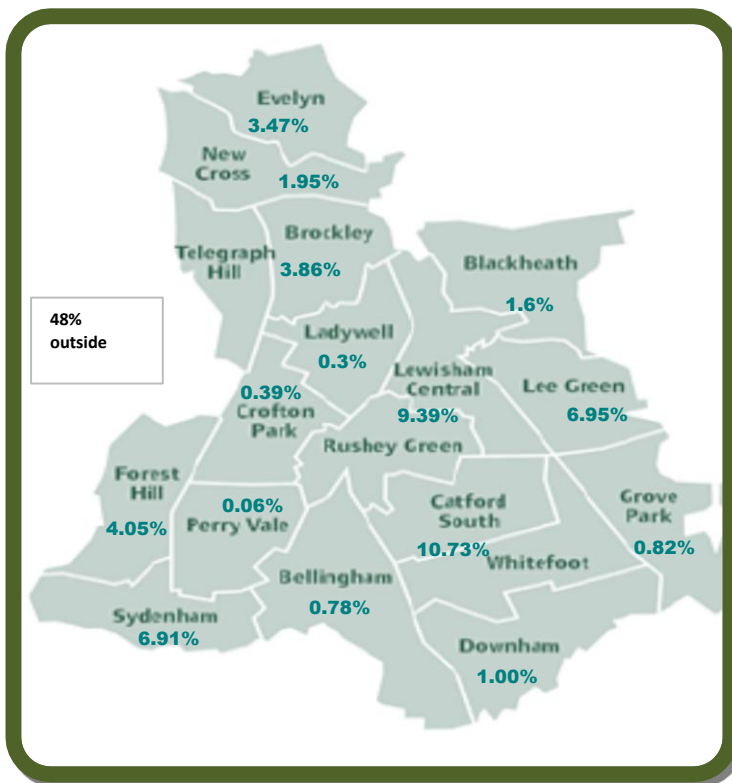 Evelyn
3.47%
New
Cross
1.95%
Brockley
3.86%
Telegraph
Hill
Blackheath
1.6%
48%
outside
Ladywell
0.3%
Lewisham
Central
9.39%
Lee Green
6.95%
0.39%
Crofton
Park
Rushey Green
Forest
Hill
4.05%
0.06%
Perry Vale
Catford
South
10.73%
Grove
Park
0.82%
Whitefoot
Bellingham
0.78%
Sydenham
6.91%
Downham
1.00%